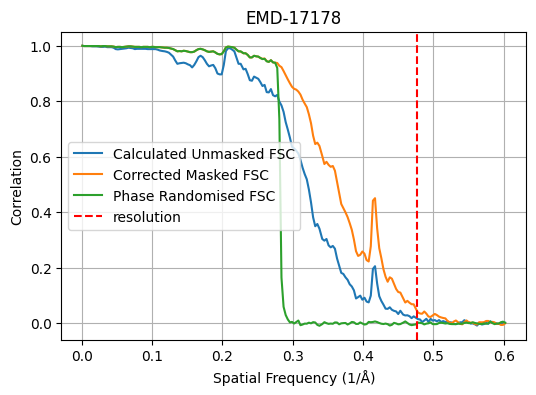 EMD-17178
1.0
0.8
0.6
0.4
0.2
0.0
Correlation
Calculated Unmasked FSC
Corrected Masked FSC
Phase Randomised FSC
resolution
0.0 0.1 0.2 0.3 0.4 0.5 0.6
Spatial Frequency (1/Å)